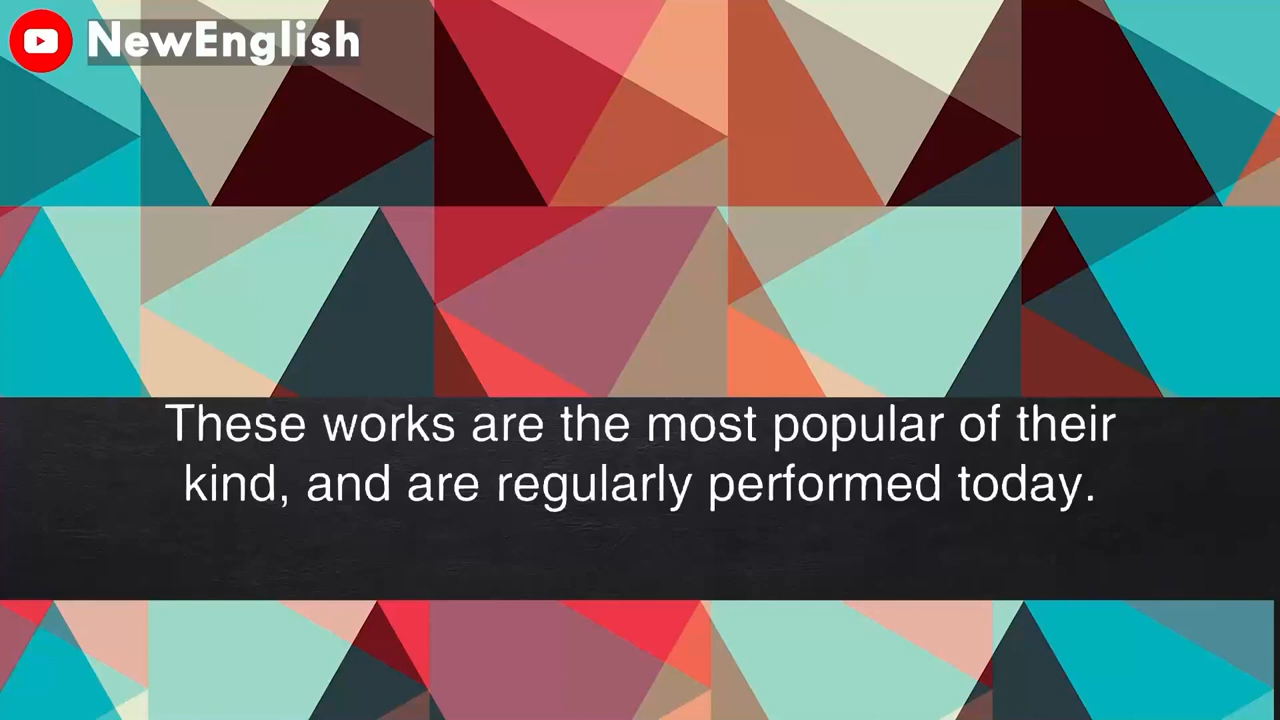 NewEnglish
These works are the most popular of their
kind, and are regularly performed today.